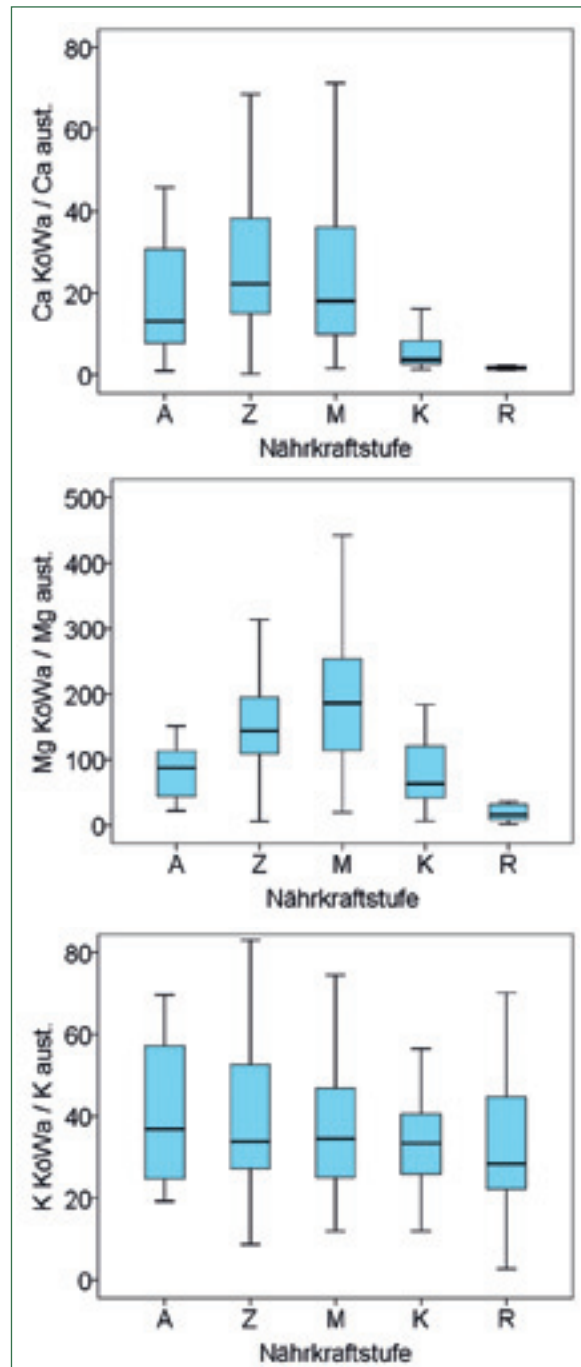 Ca KöWa / Ca aust.
80
60
40
20
0
A Z M K R
Nährkraftstufe
Mg KöWa / Mg aust.
500
400
300
200
100
0
A Z M K R
Nährkraftstufe
K KöWa / K aust.
80
60
40
20
0
A Z M K R
Nährkraftstufe